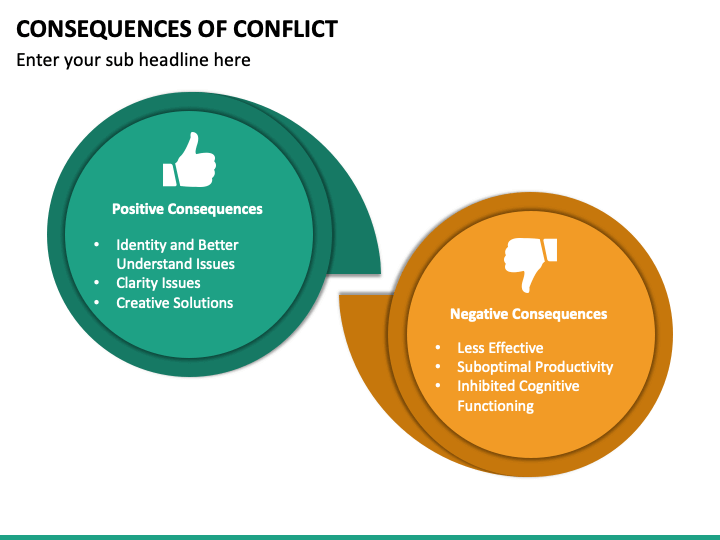 CONSEQUENCES OF CONFLICT
Enter your sub headline here
Positive Consequences
• Identity and Better
Understand Issues
• Clarity Issues
• Creative Solutions
Negative Consequences
• Less Effective
• Suboptimal Productivity
• Inhibited Cognitive
Functioning